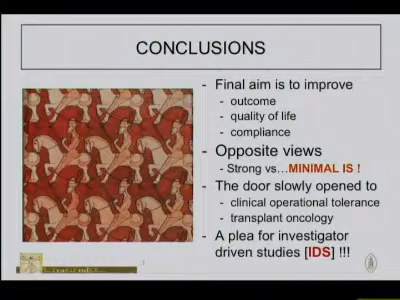 CONCLUSIONS
- Final aim is to improve
- outcome
- quality of life
- compliance
- Opposite views
- Strong vs…MINIMAL IS !
- The door slowly opened to
- clinical operational tolerance
- transplant oncology
- A plea for investigator
driven studies [IDS] !!!